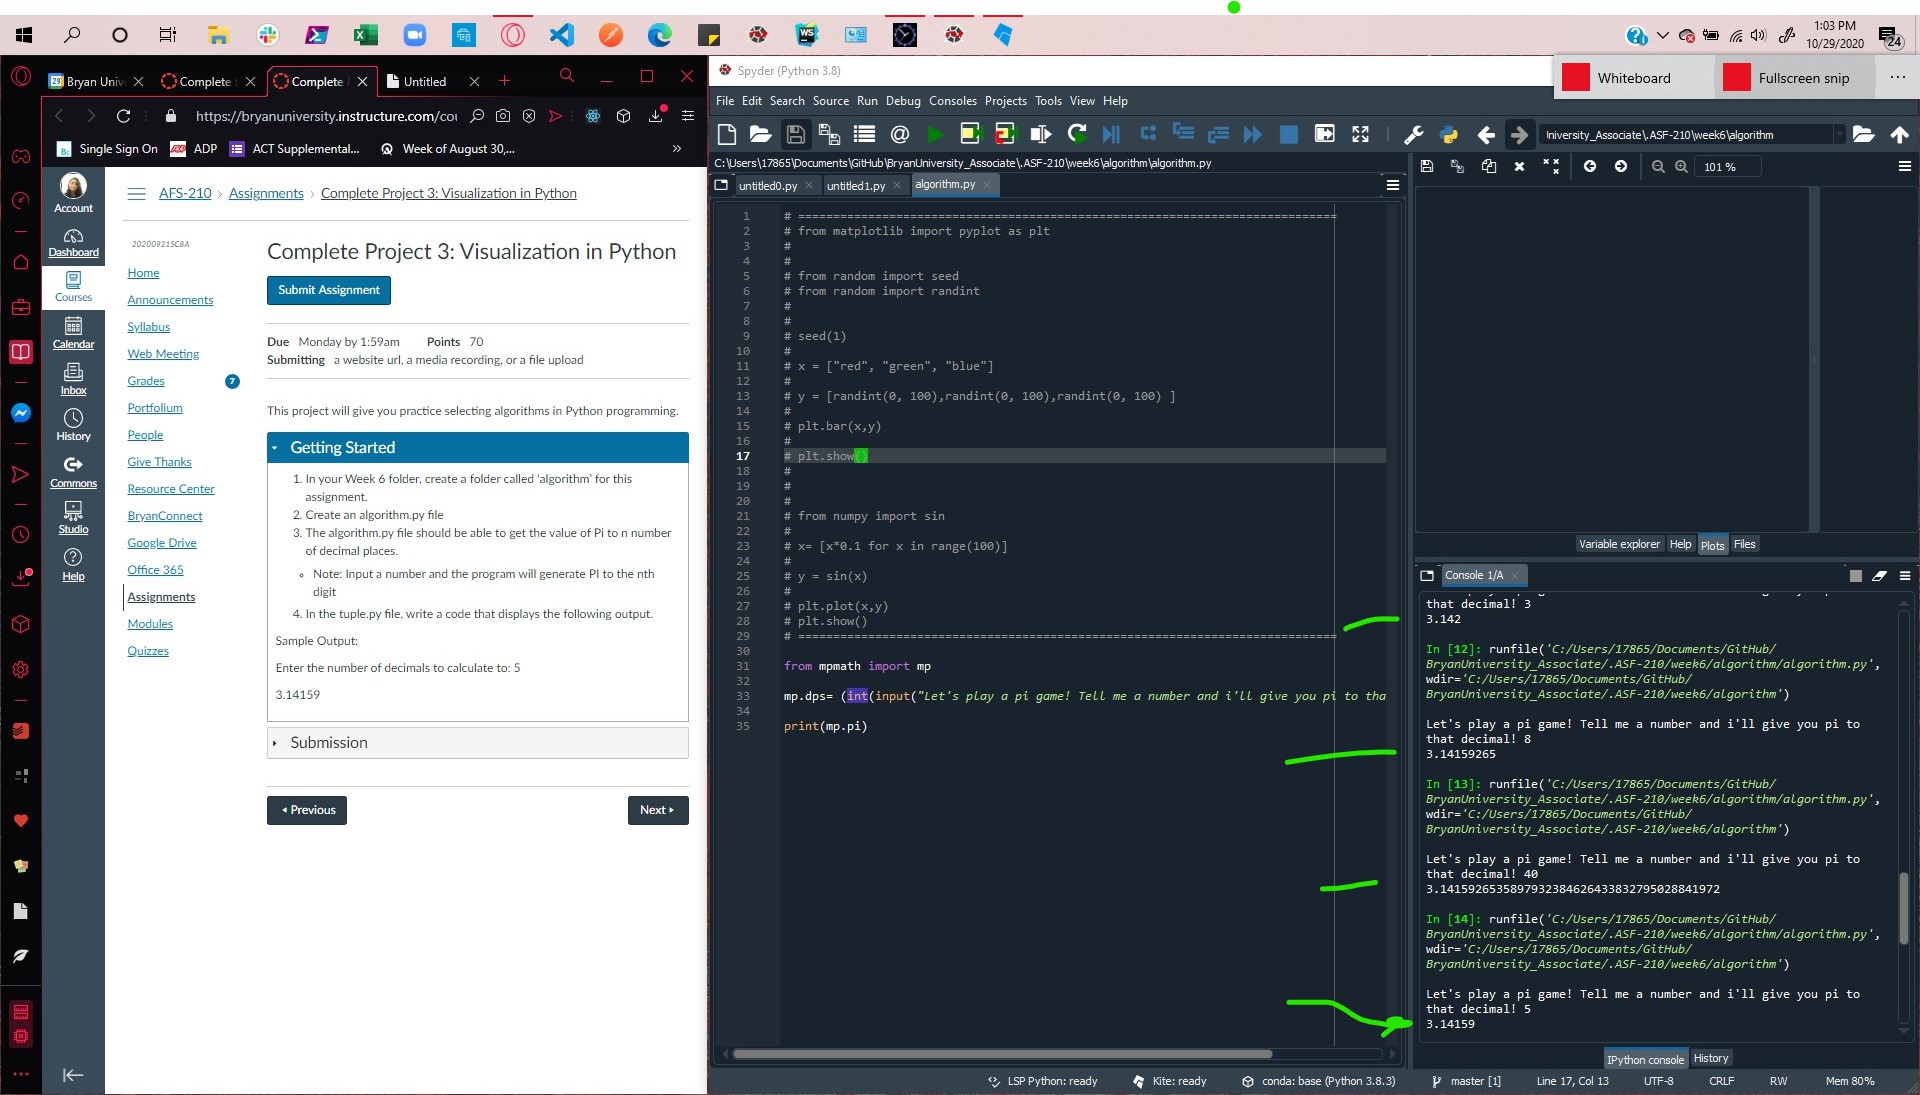 1:03 PM
10/29/2020
24
Whiteboard
Fullscreen snip
Bryan Univ
Complete
Complete
Untitled
https://bryanuniversity.instructure.com/cou
Single Sign On
ADP
ACT Supplemental...
Week of August 30,...
»
Account
Dashboard
Courses
Calendar
Inbox
History
Commons
Studio
Help
AFS-210 › Assignments › Complete Project 3: Visualization in Python
20200921SCBA
Home
Announcements
Syllabus
Web Meeting
Grades
7
Portfolium
People
Give Thanks
Resource Center
BryanConnect
Google Drive
Office 365
Assignments
Modules
Quizzes
Complete Project 3: Visualization in Python
Submit Assignment
Due Monday by 1:59am Points 70
Submitting a website url, a media recording, or a file upload
This project will give you practice selecting algorithms in Python programming.
Getting Started
1. In your Week 6 folder, create a folder called 'algorithm' for this
assignment.
2. Create an algorithm.py file
3. The algorithm.py file should be able to get the value of Pi to n number
of decimal places.
Note: Input a number and the program will generate PI to the nth
digit
4. In the tuple.py file, write a code that displays the following output.
Sample Output:
Enter the number of decimals to calculate to: 5
3.14159
Submission
Previous
Next
Spyder (Python 3.8)
File Edit Search Source Run Debug Consoles Projects Tools View Help
University_Associate\.ASF-210\week6\algorithm
C:\Users\17865\Documents\GitHub\BryanUniversity_Associate\.ASF-210\week6\algorithm\algorithm.py
untitled0.py
untitled1.py
algorithm.py
1 # ================================================================================
2 # from matplotlib import pyplot as plt
3 #
4 #
5 # from random import seed
6 # from random import randint
7 #
8 #
9 # seed(1)
10 #
11 # x = ["red", "green", "blue"]
12 #
13 # y = [randint(0, 100),randint(0, 100),randint(0, 100) ]
14 #
15 # plt.bar(x,y)
16 #
17 # plt.show()
18 #
19 #
20 #
21 # from numpy import sin
22 #
23 # x= [x*0.1 for x in range(100)]
24 #
25 # y = sin(x)
26 #
27 # plt.plot(x,y)
28 # plt.show()
29 # ================================================================================
30
31 from mpmath import mp
32
33 mp.dps= (int(input("Let's play a pi game! Tell me a number and i'll give you pi to tha
34
35 print(mp.pi)
101 %
Variable explorer
Help
Plots
Files
Console 1/A
that decimal! 3
3.142
In [12]: runfile('C:/Users/17865/Documents/GitHub/
BryanUniversity_Associate/.ASF-210/week6/algorithm/algorithm.py',
wdir='C:/Users/17865/Documents/GitHub/
BryanUniversity_Associate/.ASF-210/week6/algorithm')
Let's play a pi game! Tell me a number and i'll give you pi to
that decimal! 8
3.14159265
In [13]: runfile('C:/Users/17865/Documents/GitHub/
BryanUniversity_Associate/.ASF-210/week6/algorithm/algorithm.py',
wdir='C:/Users/17865/Documents/GitHub/
BryanUniversity_Associate/.ASF-210/week6/algorithm')
Let's play a pi game! Tell me a number and i'll give you pi to
that decimal! 40
3.141592653589793238462643383279502884​1972
In [14]: runfile('C:/Users/17865/Documents/GitHub/
BryanUniversity_Associate/.ASF-210/week6/algorithm/algorithm.py',
wdir='C:/Users/17865/Documents/GitHub/
BryanUniversity_Associate/.ASF-210/week6/algorithm')
Let's play a pi game! Tell me a number and i'll give you pi to
that decimal! 5
3.14159
IPython console
History
LSP Python: ready
Kite: ready
conda: base (Python 3.8.3)
master [1]
Line 17, Col 13
UTF-8
CRLF
RW
Mem 80%